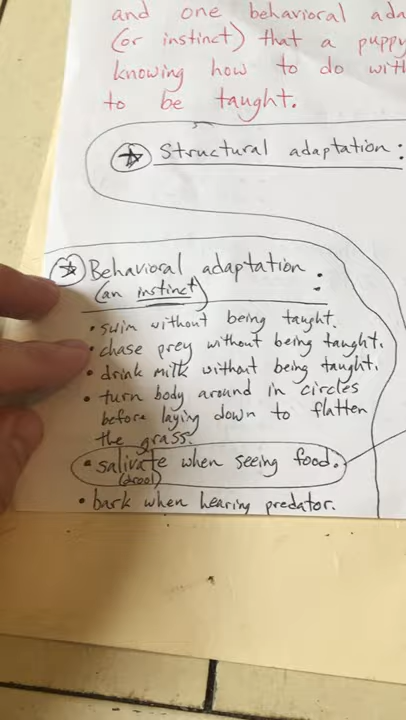 and one behavioral ada
(or instinct) that a puppy
knowing how to do wit
to be taught.
Structural adaptation :
Behavioral adaptation :
(an instinct)
• swim without being taught.
• chase prey without being taught.
• drink milk without being taught.
• turn body around in circles
before laying down to flatten
the grass.
• salivate when seeing food.
(drool)
• bark when hearing predator.